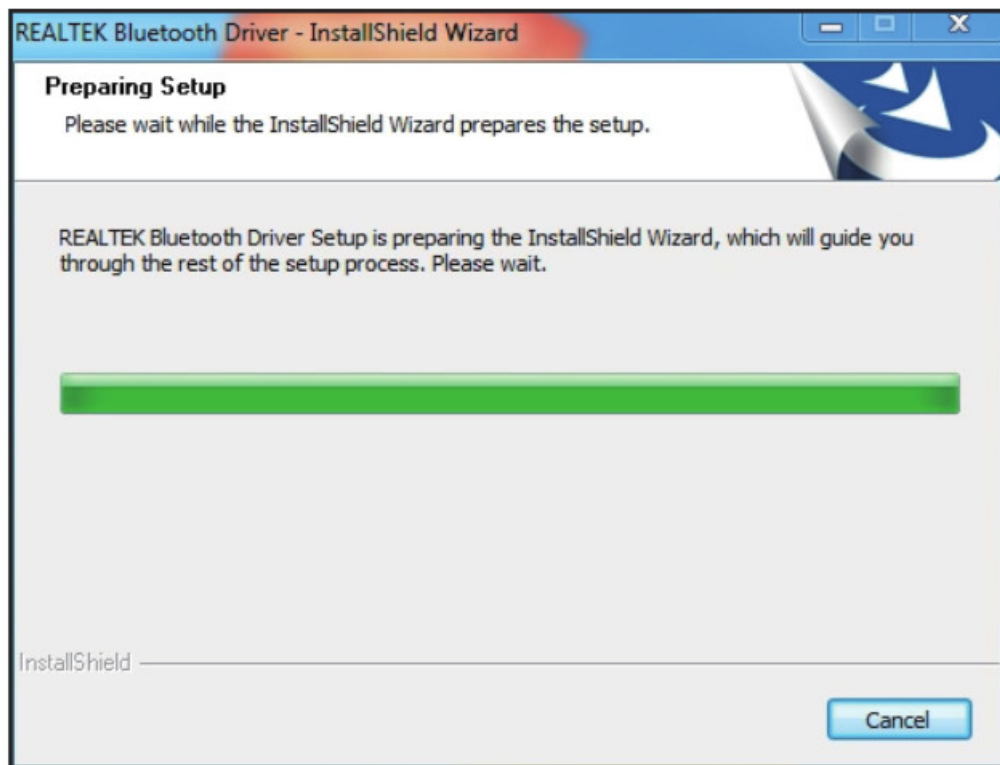 REALTEK Bluetooth Driver - InstallShield Wizard
Preparing Setup
Please wait while the InstallShield Wizard prepares the setup.
REALTEK Bluetooth Driver Setup is preparing the InstallShield Wizard, which will guide you
through the rest of the setup process. Please wait.
InstallShield
Cancel